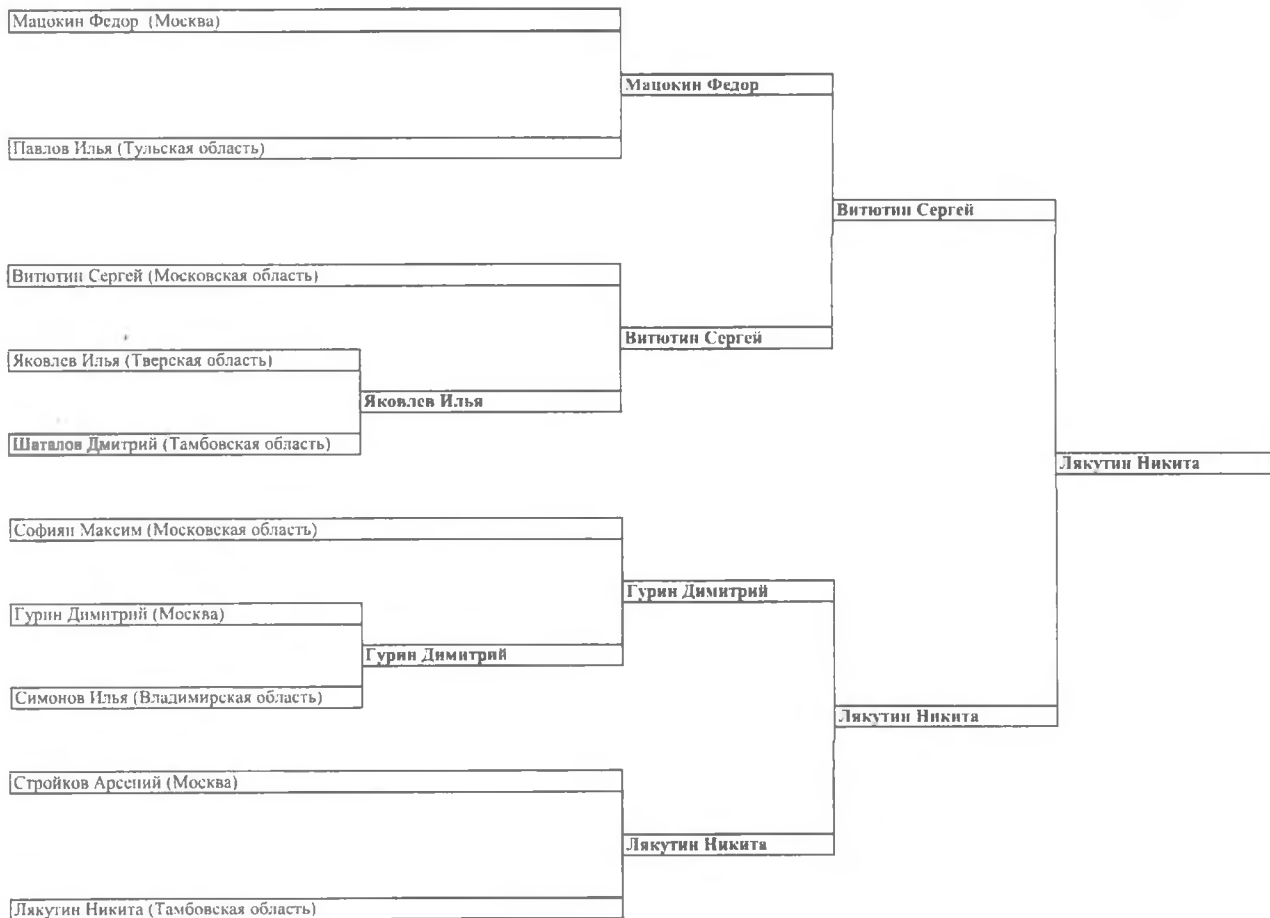 Мацокин Федор (Москва)
Мацокин Федор
Павлов Илья (Тульская область)
Витютин Сергей
Витютин Сергей (Московская область)
Витютин Сергей
Яковлев Илья (Тверская область)
Яковлев Илья
Шаталов Дмитрий (Тамбовская область)
Лякутин Никита
Софиян Максим (Московская область)
Гурин Димитрий
Гурин Димитрий (Москва)
Гурин Димитрий
Симонов Илья (Владимирская область)
Лякутин Никита
Стройков Арсений (Москва)
Лякутин Никита
Лякутин Никита (Тамбовская область)